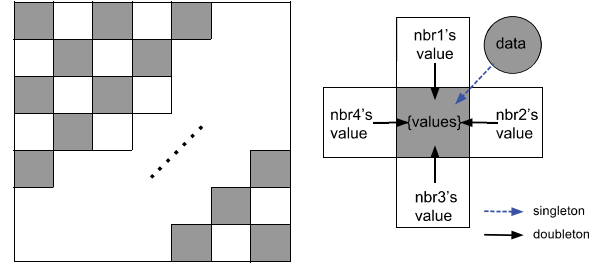 nbr1's
value
data
nbr4's
value
{values}
nbr2's
value
nbr3's
value
singleton
doubleton